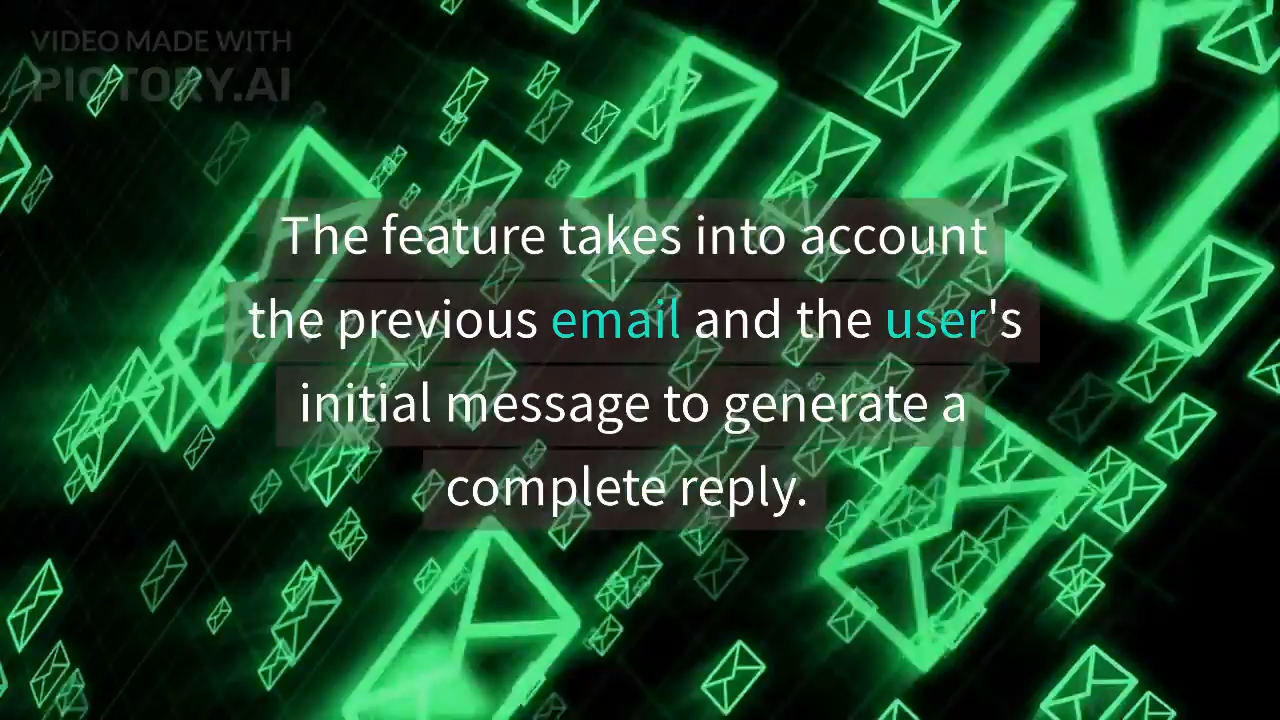 VIDEO MADE WITH
PICTORY.AI
The feature takes into account
the previous email and the user's
initial message to generate a
complete reply.